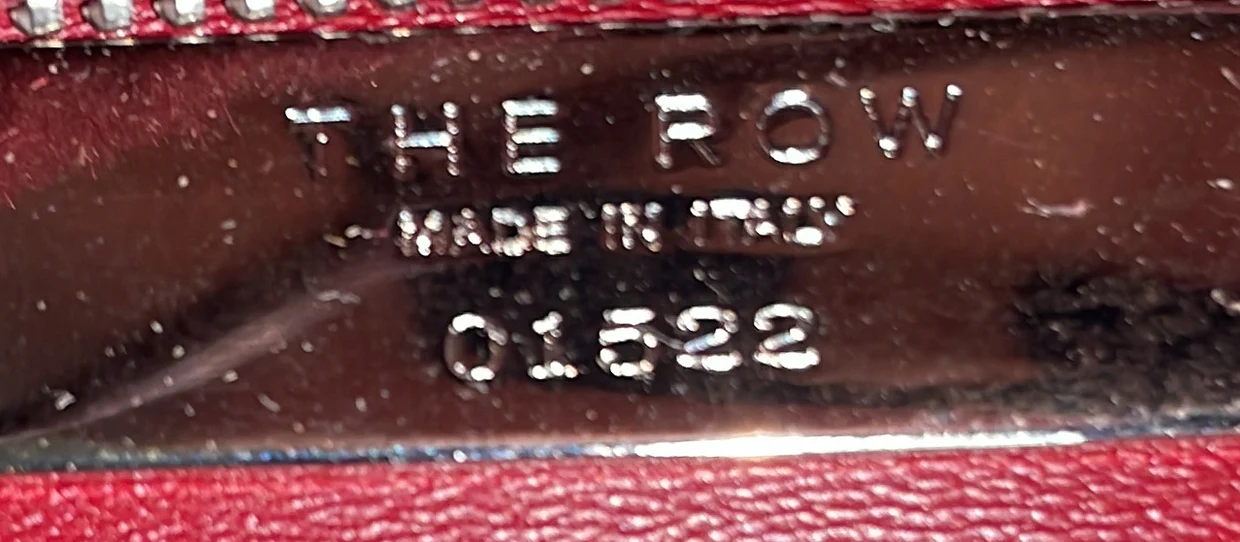 THE ROW
MADE IN ITALY
01522